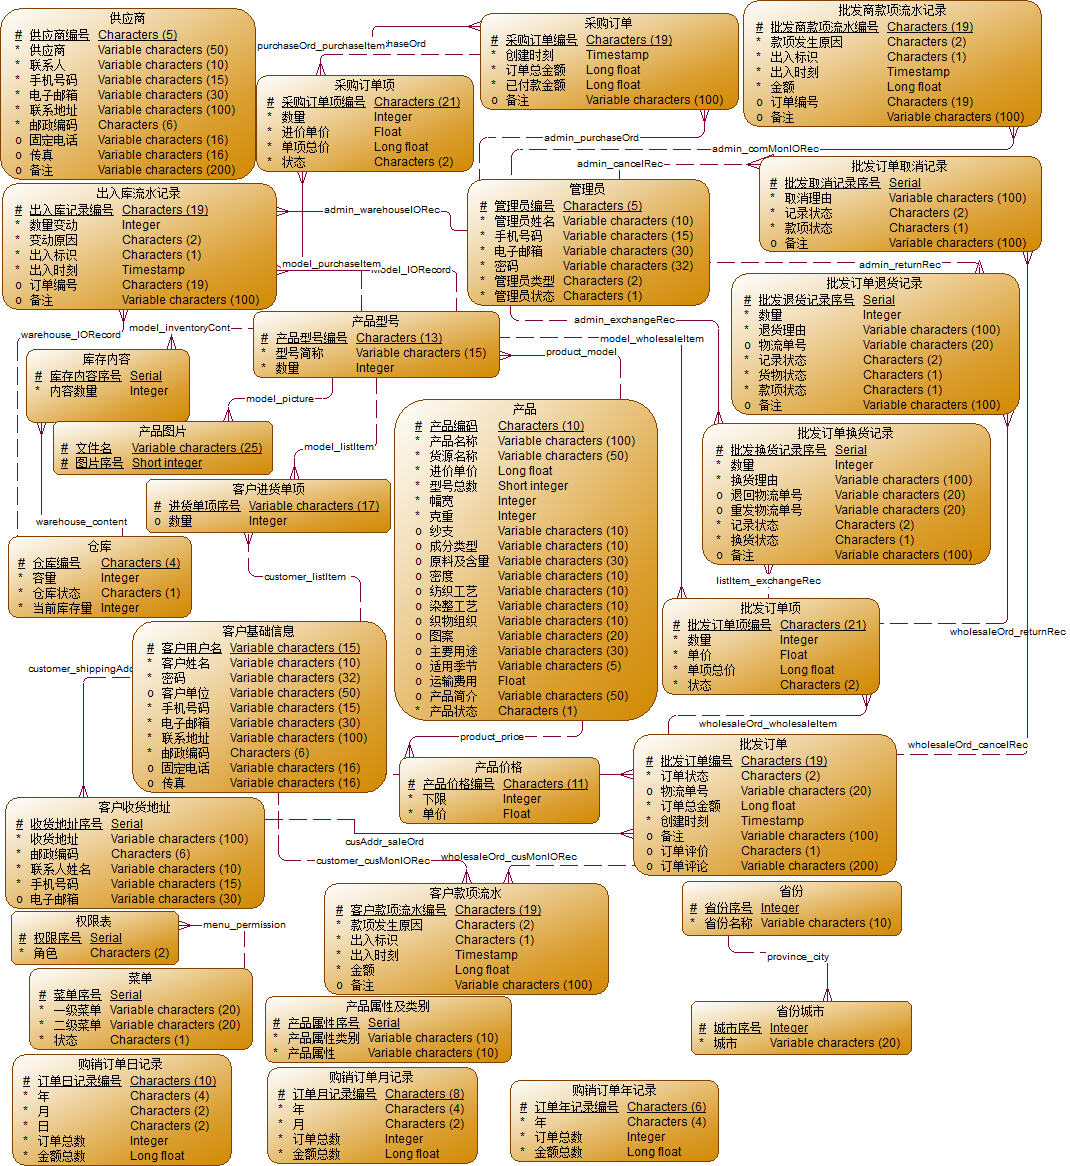 供应商
# 供应商编号 Characters (5)
* 供应商 Variable characters (50)
* 联系人 Variable characters (10)
* 手机号码 Variable characters (15)
* 电子邮箱 Variable characters (30)
* 联系地址 Variable characters (100)
* 邮政编码 Characters (6)
o 固定电话 Variable characters (16)
o 传真 Variable characters (16)
o 备注 Variable characters (200)
purchaseOrd_purchaseItem
采购订单
# 采购订单编号 Characters (19)
* 创建时刻 Timestamp
* 订单总金额 Long float
* 已付款金额 Long float
o 备注 Variable characters (100)
批发商款项流水记录
# 批发商款项流水编号 Characters (19)
* 款项发生原因 Characters (2)
* 出入标识 Characters (1)
* 出入时刻 Timestamp
* 金额 Long float
o 订单编号 Characters (19)
o 备注 Variable characters (100)
采购订单项
# 采购订单项编号 Characters (21)
* 数量 Integer
* 进价单价 Float
* 单项总价 Long float
* 状态 Characters (2)
admin_purchaseOrd
admin_comMonIORec
admin_cancelRec
批发订单取消记录
# 批发取消记录序号 Serial
* 取消理由 Variable characters (100)
* 记录状态 Characters (2)
* 款项状态 Characters (1)
o 备注 Variable characters (100)
出入库流水记录
# 出入库记录编号 Characters (19)
* 数量变动 Integer
* 变动原因 Characters (2)
* 出入标识 Characters (1)
* 出入时刻 Timestamp
o 订单编号 Characters (19)
o 备注 Variable characters (100)
admin_warehouseIORec
管理员
# 管理员编号 Characters (5)
* 管理员姓名 Variable characters (10)
* 手机号码 Variable characters (15)
* 电子邮箱 Variable characters (30)
* 密码 Variable characters (32)
* 管理员类型 Characters (2)
* 管理员状态 Characters (1)
model_purchaseItem
model_IORecord
admin_returnRec
批发订单退货记录
# 批发退货记录序号 Serial
* 数量 Integer
* 退货理由 Variable characters (100)
o 物流单号 Variable characters (20)
* 记录状态 Characters (2)
* 货物状态 Characters (1)
* 款项状态 Characters (1)
o 备注 Variable characters (100)
admin_exchangeRec
warehouse_IORecord
model_inventoryCont
产品型号
# 产品型号编号 Characters (13)
* 型号简称 Variable characters (15)
* 数量 Integer
model_wholesaleItem
product_model
库存内容
# 库存内容序号 Serial
* 内容数量 Integer
model_picture
产品图片
# 文件名 Variable characters (25)
# 图片序号 Short integer
model_listItem
产品
# 产品编码 Characters (10)
* 产品名称 Variable characters (100)
* 货源名称 Variable characters (50)
* 进价单价 Long float
* 型号总数 Short integer
* 幅宽 Integer
* 克重 Integer
o 纱支 Variable characters (10)
o 成分类型 Variable characters (10)
o 原料及含量 Variable characters (30)
o 密度 Variable characters (10)
o 纺织工艺 Variable characters (10)
o 染整工艺 Variable characters (10)
o 织物组织 Variable characters (10)
o 图案 Variable characters (20)
o 主要用途 Variable characters (30)
o 适用季节 Variable characters (5)
o 运输费用 Float
o 产品简介 Variable characters (50)
* 产品状态 Characters (1)
批发订单换货记录
# 批发换货记录序号 Serial
* 数量 Integer
* 换货理由 Variable characters (100)
o 退回物流单号 Variable characters (20)
o 重发物流单号 Variable characters (20)
* 记录状态 Characters (2)
* 换货状态 Characters (1)
o 备注 Variable characters (100)
客户进货单项
# 进货单项序号 Variable characters (17)
o 数量 Integer
warehouse_content
仓库
# 仓库编号 Characters (4)
* 容量 Integer
* 仓库状态 Characters (1)
* 当前库存量 Integer
customer_listItem
listItem_exchangeRec
批发订单项
# 批发订单项编号 Characters (21)
* 数量 Integer
* 单价 Float
* 单项总价 Long float
* 状态 Characters (2)
wholesaleOrd_returnRec
客户基础信息
# 客户用户名 Variable characters (15)
* 客户姓名 Variable characters (10)
* 密码 Variable characters (32)
o 客户单位 Variable characters (50)
* 手机号码 Variable characters (15)
* 电子邮箱 Variable characters (30)
* 联系地址 Variable characters (100)
* 邮政编码 Characters (6)
o 固定电话 Variable characters (16)
o 传真 Variable characters (16)
customer_shippingAdd
wholesaleOrd_wholesaleItem
product_price
wholesaleOrd_cancelRec
批发订单
# 批发订单编号 Characters (19)
* 订单状态 Characters (2)
o 物流单号 Variable characters (20)
* 订单总金额 Long float
* 创建时刻 Timestamp
o 备注 Variable characters (100)
o 订单评价 Characters (1)
o 订单评论 Variable characters (200)
产品价格
# 产品价格编号 Characters (11)
* 下限 Integer
* 单价 Float
客户收货地址
# 收货地址序号 Serial
* 收货地址 Variable characters (100)
* 邮政编码 Characters (6)
* 联系人姓名 Variable characters (10)
* 手机号码 Variable characters (15)
o 电子邮箱 Variable characters (30)
cusAddr_saleOrd
customer_cusMonIORec
wholesaleOrd_cusMonIORec
客户款项流水
# 客户款项流水编号 Characters (19)
* 款项发生原因 Characters (2)
* 出入标识 Characters (1)
* 出入时刻 Timestamp
* 金额 Long float
o 备注 Variable characters (100)
省份
# 省份序号 Integer
* 省份名称 Variable characters (10)
权限表
# 权限序号 Serial
* 角色 Characters (2)
menu_permission
province_city
菜单
# 菜单序号 Serial
* 一级菜单 Variable characters (20)
* 二级菜单 Variable characters (20)
* 状态 Characters (1)
产品属性及类别
# 产品属性序号 Serial
* 产品属性类别 Variable characters (10)
* 产品属性 Variable characters (10)
省份城市
# 城市序号 Integer
* 城市 Variable characters (20)
购销订单日记录
# 订单日记录编号 Characters (10)
* 年 Characters (4)
* 月 Characters (2)
* 日 Characters (2)
* 订单总数 Integer
* 金额总数 Long float
购销订单月记录
# 订单月记录编号 Characters (8)
* 年 Characters (4)
* 月 Characters (2)
* 订单总数 Integer
* 金额总数 Long float
购销订单年记录
# 订单年记录编号 Characters (6)
* 年 Characters (4)
* 订单总数 Integer
* 金额总数 Long float